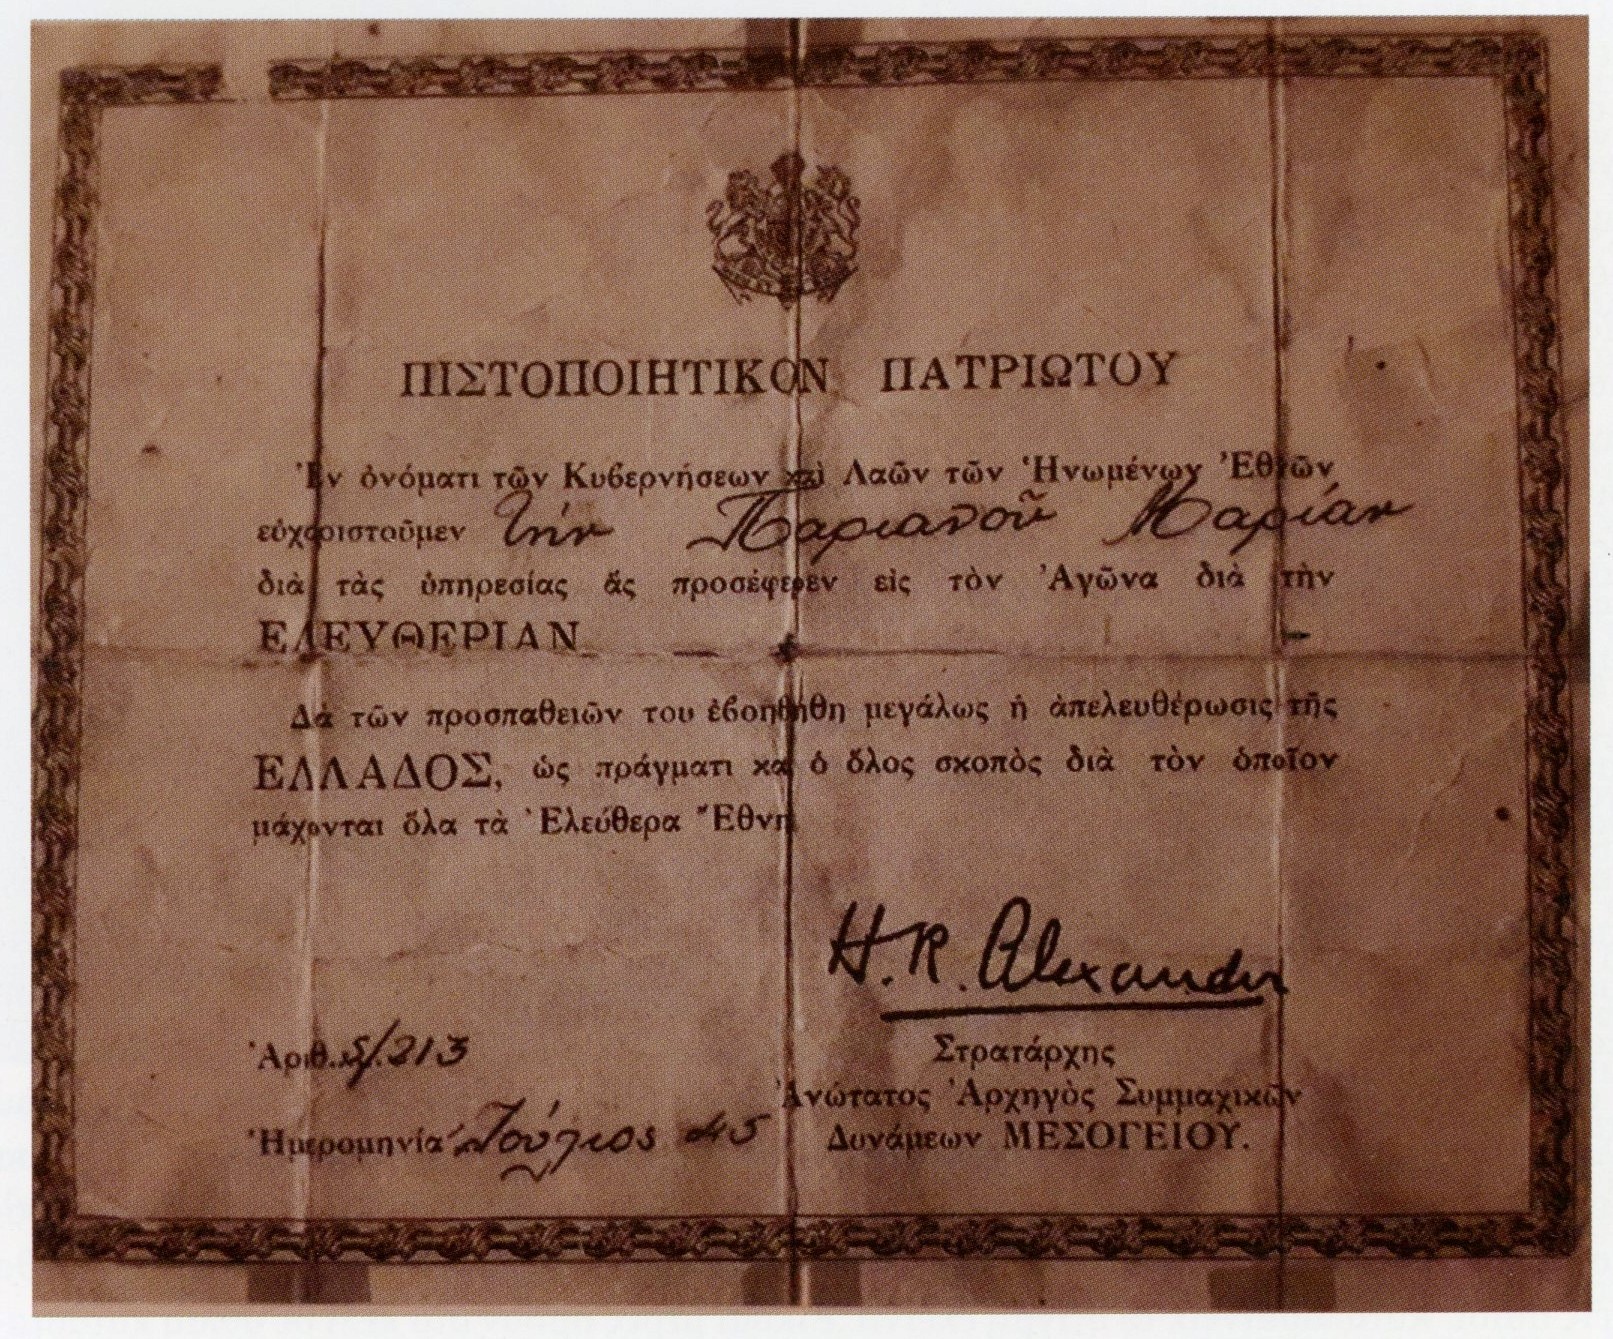 ΠΙΣΤΟΠΟΙΗΤΙΚΟΝ ΠΑΤΡΙΩΤΟΥ
Ἐν ὀνόματι τῶν Κυβερνήσεων καὶ Λαῶν τῶν Ἡνωμένων Ἐθνῶν
εὐχαριστοῦμεν τὴν Παριανοῦ Μαρίαν
διὰ τὰς ὑπηρεσίας ἃς προσέφερεν εἰς τὸν Ἀγῶνα διὰ τὴν
ΕΛΕΥΘΕΡΙΑΝ
Διὰ τῶν προσπαθειῶν του ἐβοηθήθη μεγάλως ἡ ἀπελευθέρωσις τῆς
ΕΛΛΑΔΟΣ, ὡς πράγματι καὶ ὁ ὅλος σκοπὸς διὰ τὸν ὁποῖον
μάχονται ὅλα τὰ Ἐλεύθερα Ἔθνη
H. R. Alexander
Ἀριθ. S/213
Στρατάρχης
Ἀνώτατος Ἀρχηγὸς Συμμαχικῶν
Ἡμερομηνία Ἰούλιος 45
Δυνάμεων ΜΕΣΟΓΕΙΟΥ.